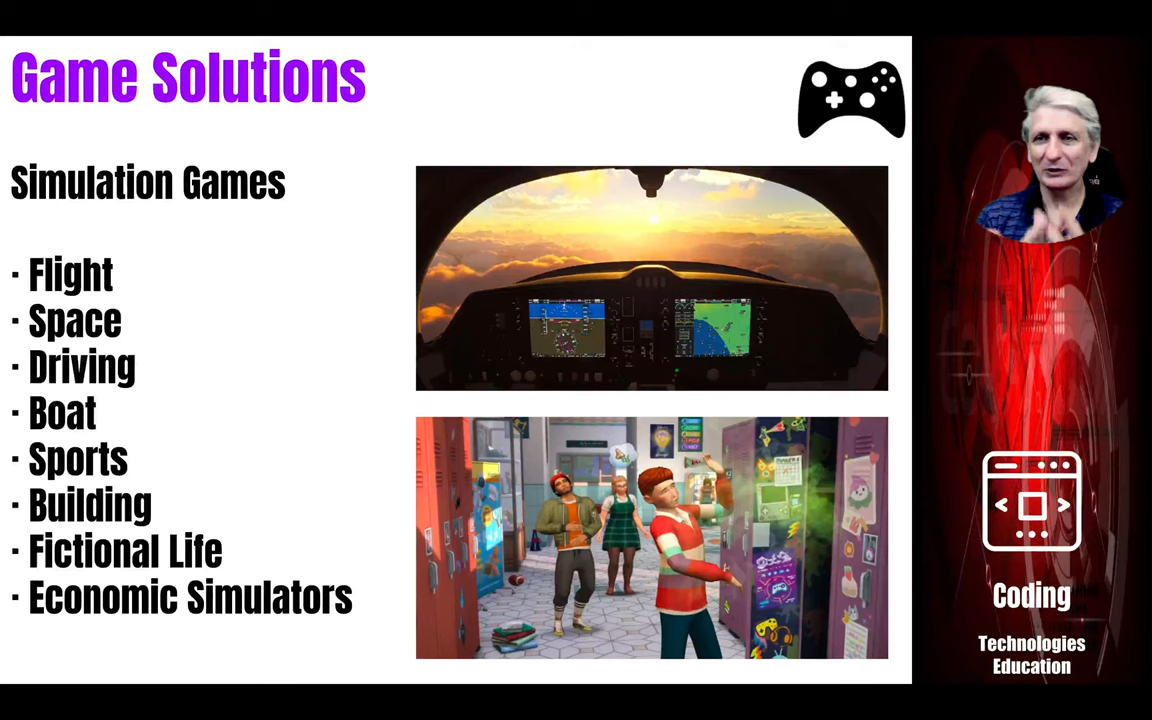 Game Solutions
Simulation Games
· Flight
· Space
· Driving
· Boat
· Sports
· Building
· Fictional Life
· Economic Simulators
Coding
Technologies
Education